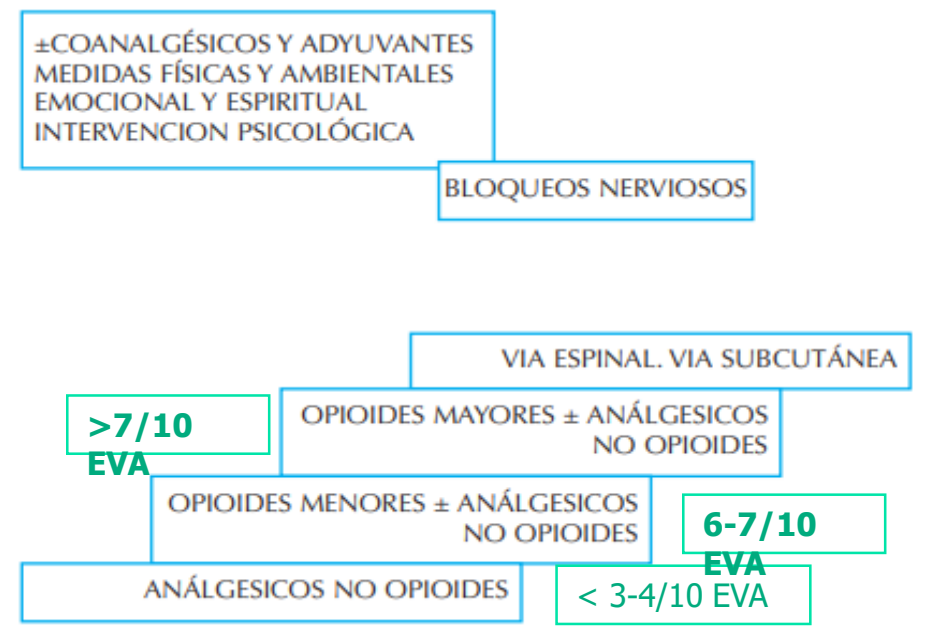 ±COANALGÉSICOS Y ADYUVANTES
MEDIDAS FÍSICAS Y AMBIENTALES
EMOCIONAL Y ESPIRITUAL
INTERVENCION PSICOLÓGICA
BLOQUEOS NERVIOSOS
VIA ESPINAL. VIA SUBCUTÁNEA
>7/10
EVA
OPIOIDES MAYORES ± ANÁLGESICOS
NO OPIOIDES
OPIOIDES MENORES ± ANÁLGESICOS
NO OPIOIDES
6-7/10
EVA
ANÁLGESICOS NO OPIOIDES
< 3-4/10 EVA